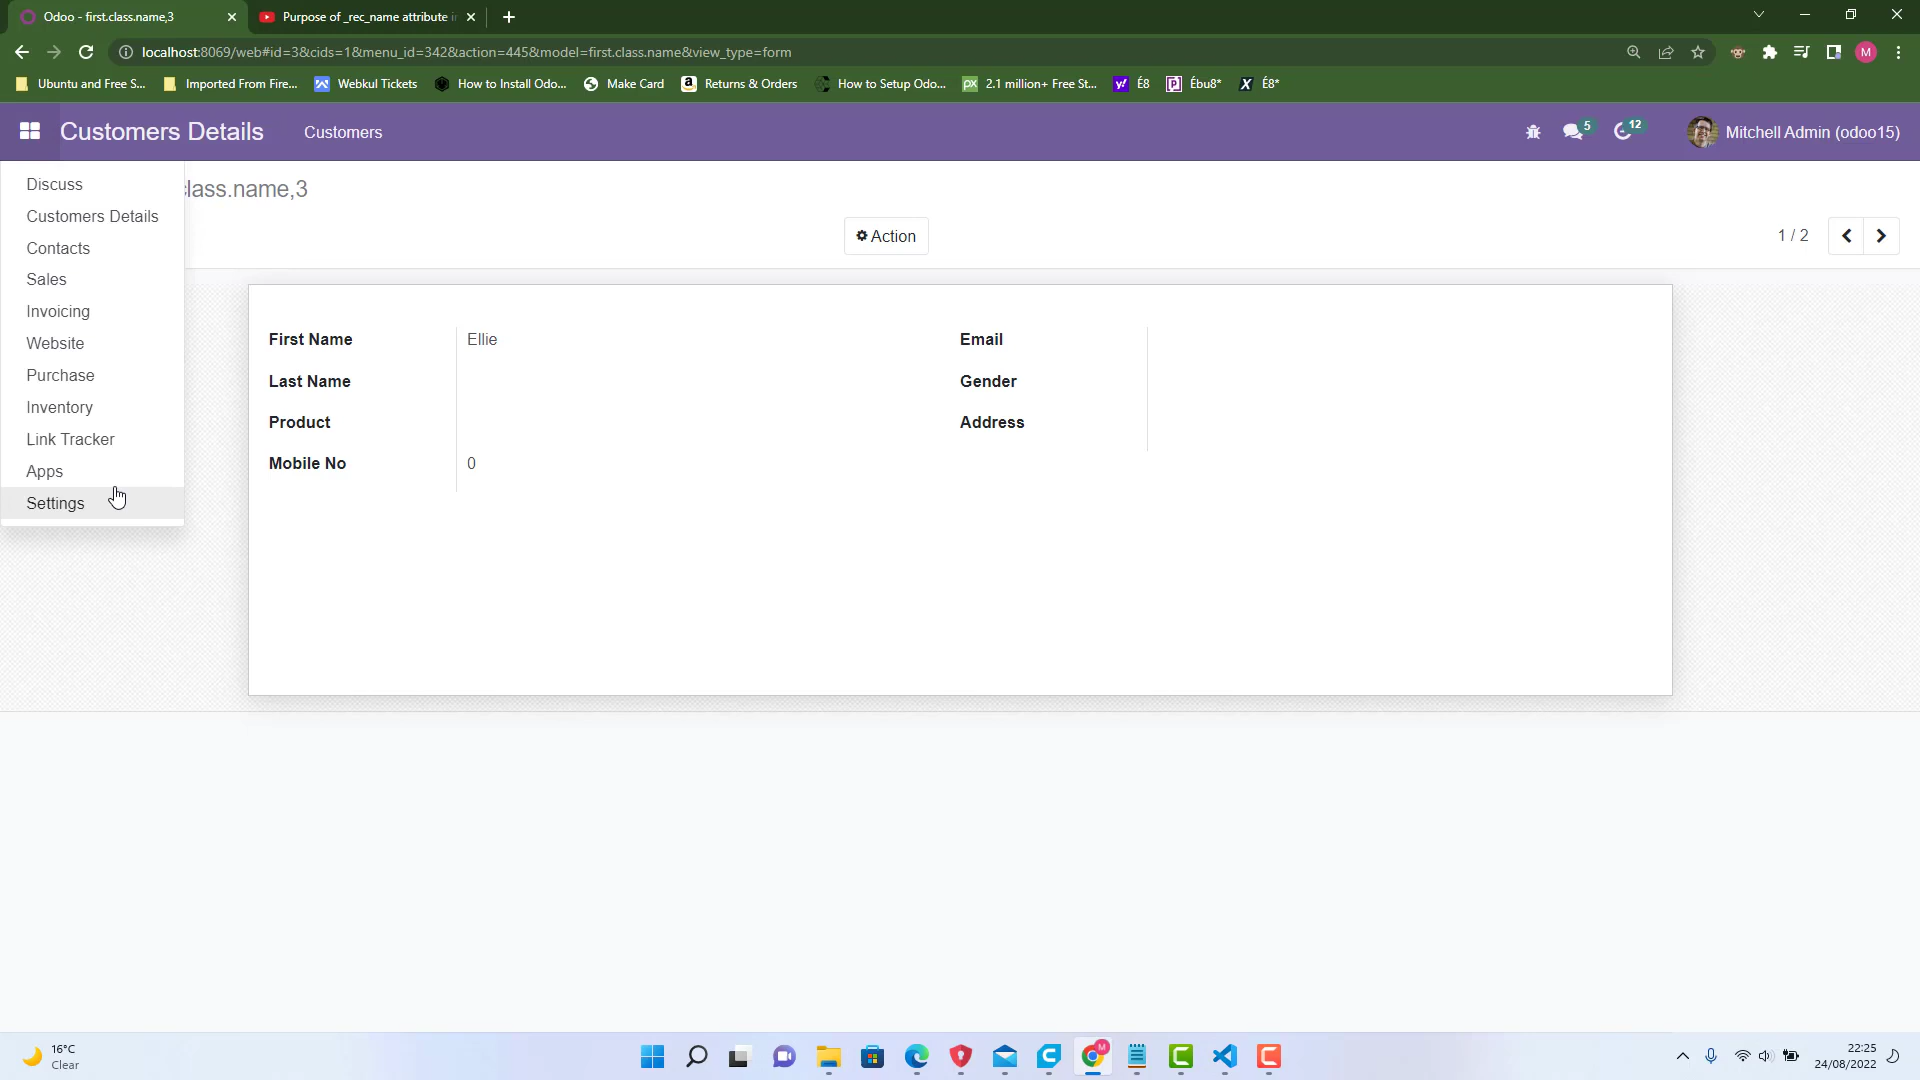 Odoo - first.class.name,3
Purpose of _rec_name attribute i
localhost:8069/web#id=3&cids=1&menu_id=342&action=445&model=first.class.name&view_type=form
M
Ubuntu and Free S...
Imported From Fire...
Webkul Tickets
How to Install Odo...
Make Card
Returns & Orders
How to Setup Odo...
2.1 million+ Free St...
É8
Ébu8*
É8*
Customers Details
Customers
5
12
Mitchell Admin (odoo15)
Discuss
Customers Details
Contacts
Sales
Invoicing
Website
Purchase
Inventory
Link Tracker
Apps
Settings
class.name,3
Action
1 / 2
First Name
Ellie
Last Name
Product
Mobile No
0
Email
Gender
Address
16°C
Clear
22:25
24/08/2022